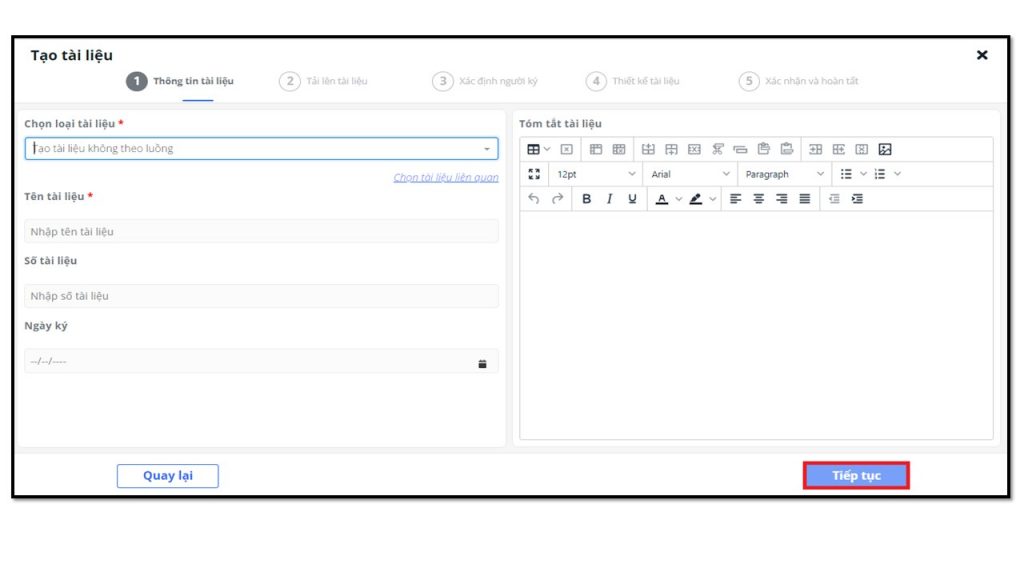 Tạo tài liệu
1 Thông tin tài liệu 2 Tải lên tài liệu 3 Xác định người ký 4 Thiết kế tài liệu 5 Xác nhận và hoàn tất
Chọn loại tài liệu *
Tạo tài liệu không theo luồng
Chọn tài liệu liên quan
Tên tài liệu *
Nhập tên tài liệu
Số tài liệu
Nhập số tài liệu
Ngày ký
--/--/----
Tóm tắt tài liệu
12pt Arial Paragraph
B I U A
Quay lại
Tiếp tục